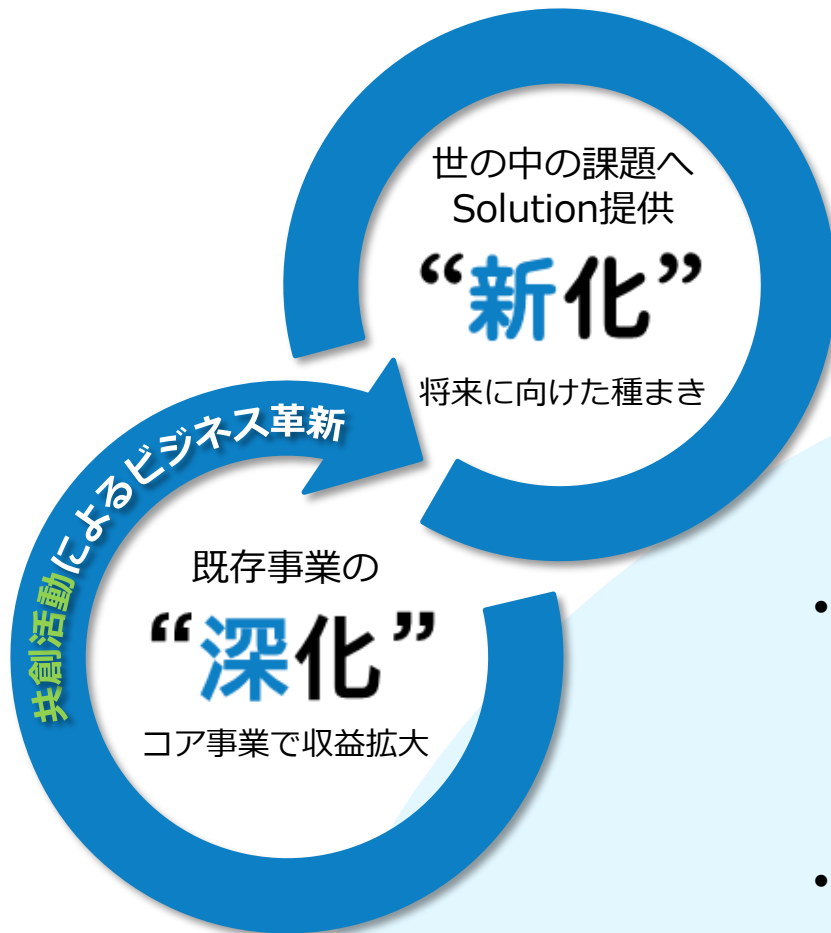 世の中の課題へ
Solution提供
“新化”
将来に向けた種まき
共創活動によるビジネス革新
既存事業の
“深化”
コア事業で収益拡大
•
•